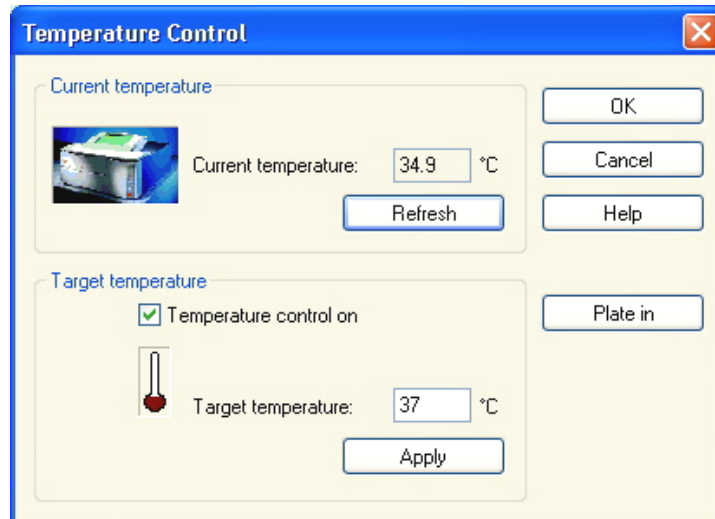 Temperature Control
Current temperature
Current temperature: 34.9 °C
Refresh
Target temperature
Temperature control on
Target temperature: 37 °C
Apply
OK
Cancel
Help
Plate in